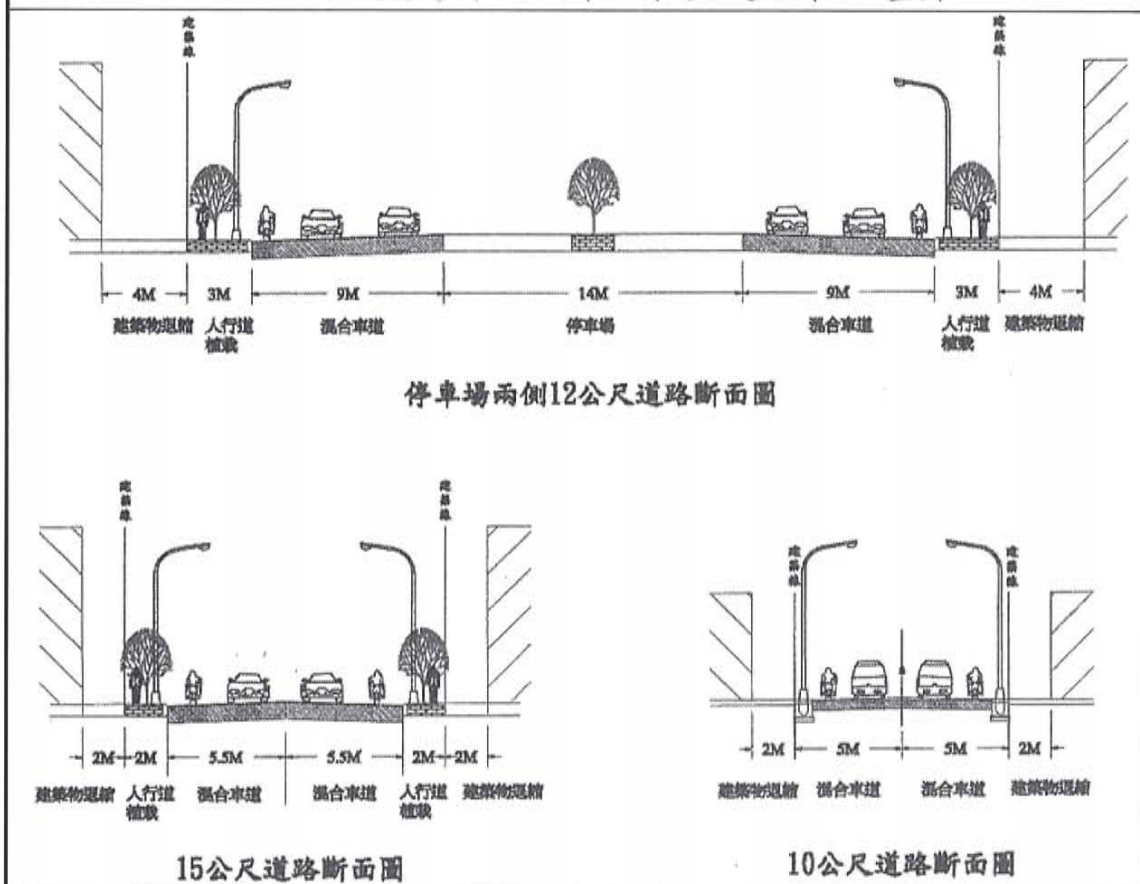 建築線 建築線
4M 3M 9M 14M 9M 3M 4M
建築物退縮 人行道植栽 混合車道 停車場 混合車道 人行道植栽 建築物退縮
停車場兩側12公尺道路斷面圖
建築線 建築線
2M 2M 5.5M 5.5M 2M 2M
建築物退縮 人行道植栽 混合車道 混合車道 人行道植栽 建築物退縮
15公尺道路斷面圖
建築線 建築線
2M 5M 5M 2M
建築物退縮 混合車道 混合車道 建築物退縮
10公尺道路斷面圖